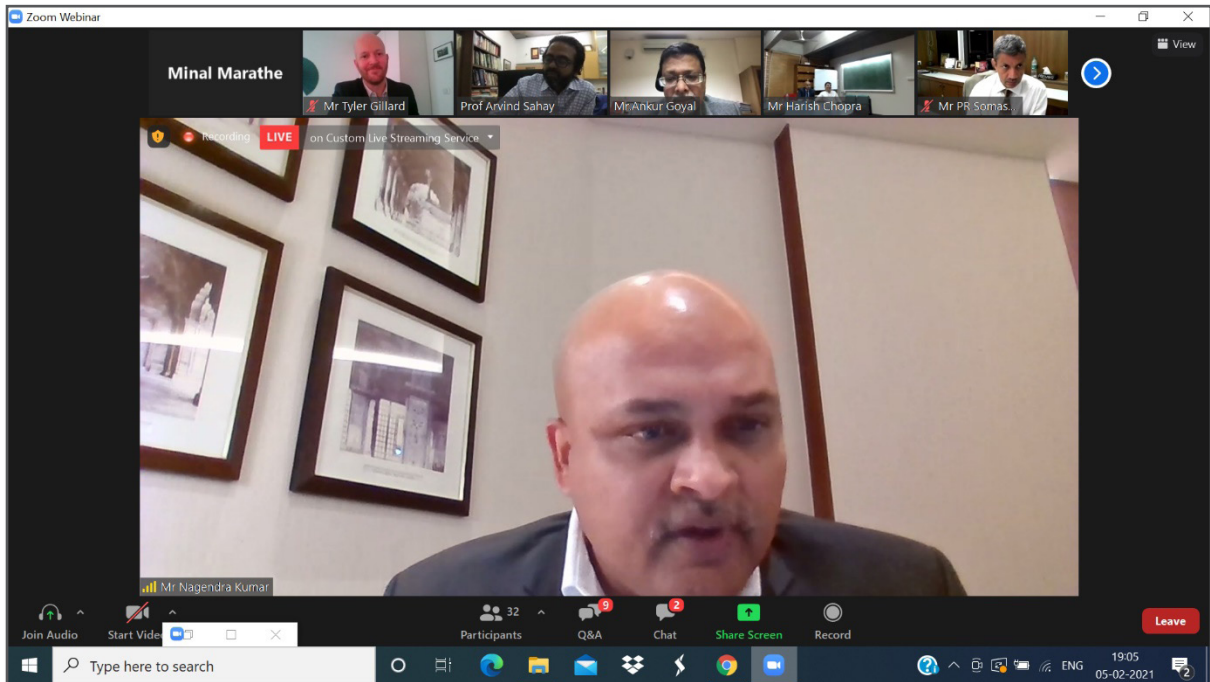 Zoom Webinar
View
Minal Marathe
Mr Tyler Gillard
Prof Arvind Sahay
Mr Ankur Goyal
Mr Harish Chopra
Mr PR Somas...
Recording LIVE on Custom Live Streaming Service
Mr Nagendra Kumar
32 9 2
Join Audio Start Vide Participants Q&A Chat Share Screen Record Leave
Type here to search
ENG
19:05
05-02-2021
2